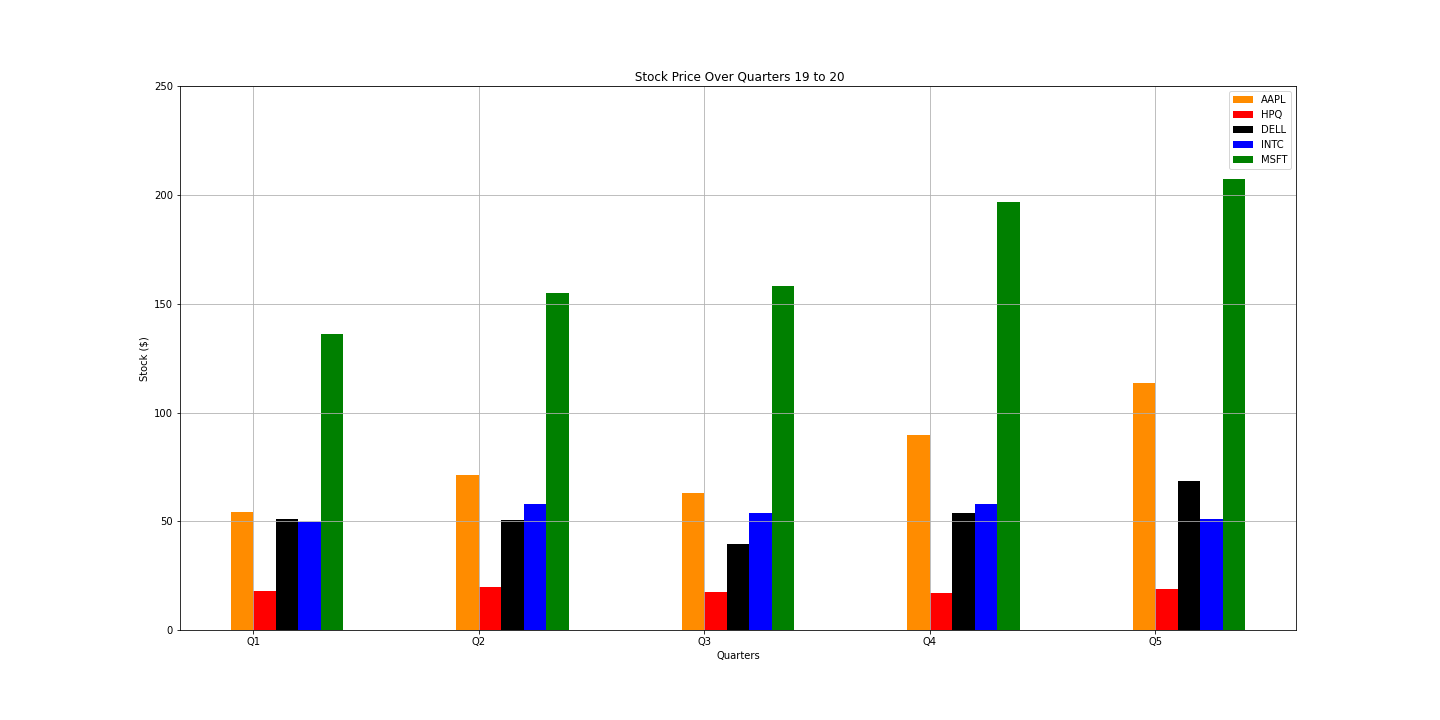 Stock Price Over Quarters 19 to 20
250
200
150
100
50
0
Stock ($)
AAPL
HPQ
DELL
INTC
MSFT
Q1 Q2 Q3 Q4 Q5
Quarters